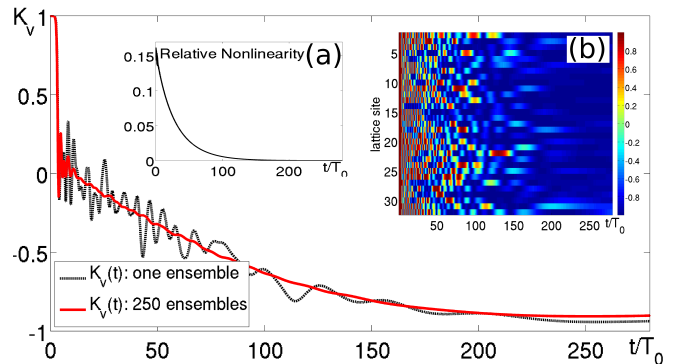 K_v
1
0.5
0
-0.5
-1
0 50 100 150 200 250 t/T_0
K_v(t): one ensemble
K_v(t): 250 ensembles
Relative Nonlinearity (a)
0.15
0.1
0.05
0
0 100 200 t/T_0
(b)
lattice site
5
10
15
20
25
30
50 100 150 200 250 t/T_0
0.8
0.6
0.4
0.2
0
-0.2
-0.4
-0.6
-0.8